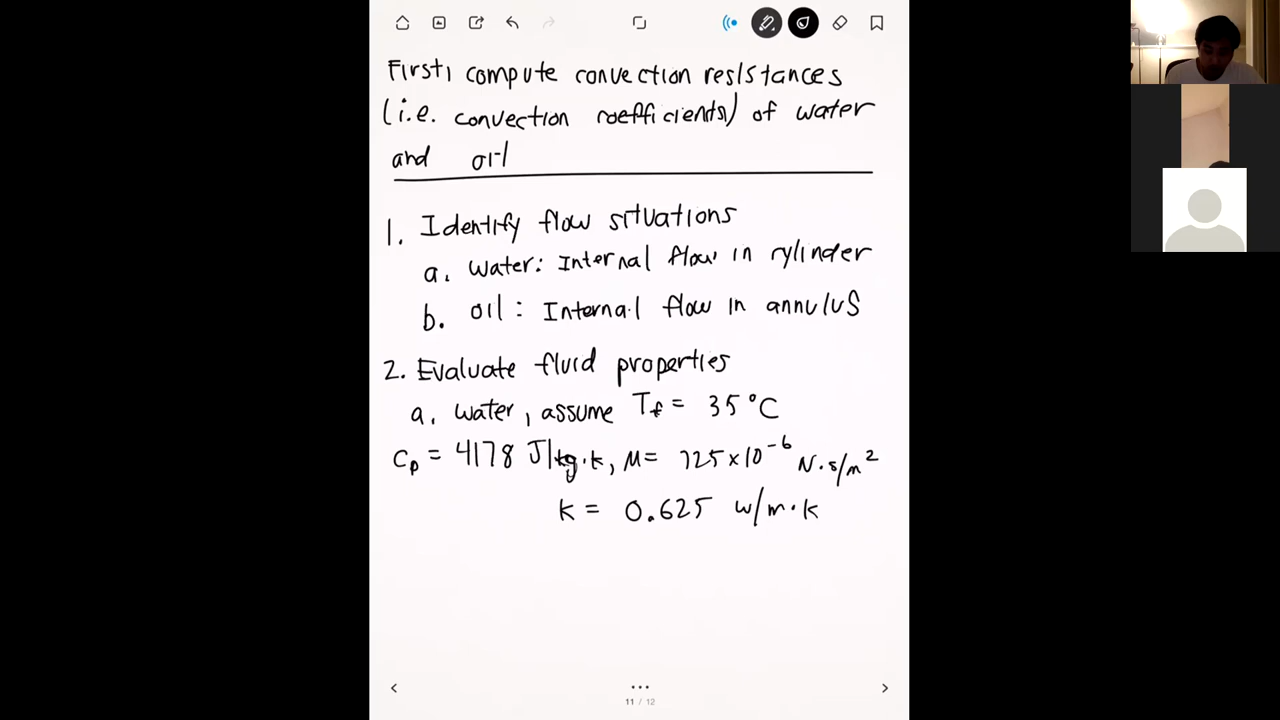 First, compute convection resistances
(i.e. convection coefficients) of water
and oil
1. Identify flow situations
a. water: Internal flow in cylinder
b. oil: Internal flow in annulus
2. Evaluate fluid properties
a. water, assume Tf = 35°C
Cp = 4178 J/kg·K, μ = 725×10⁻⁶ N·s/m²
k = 0.625 W/m·K
11 / 12